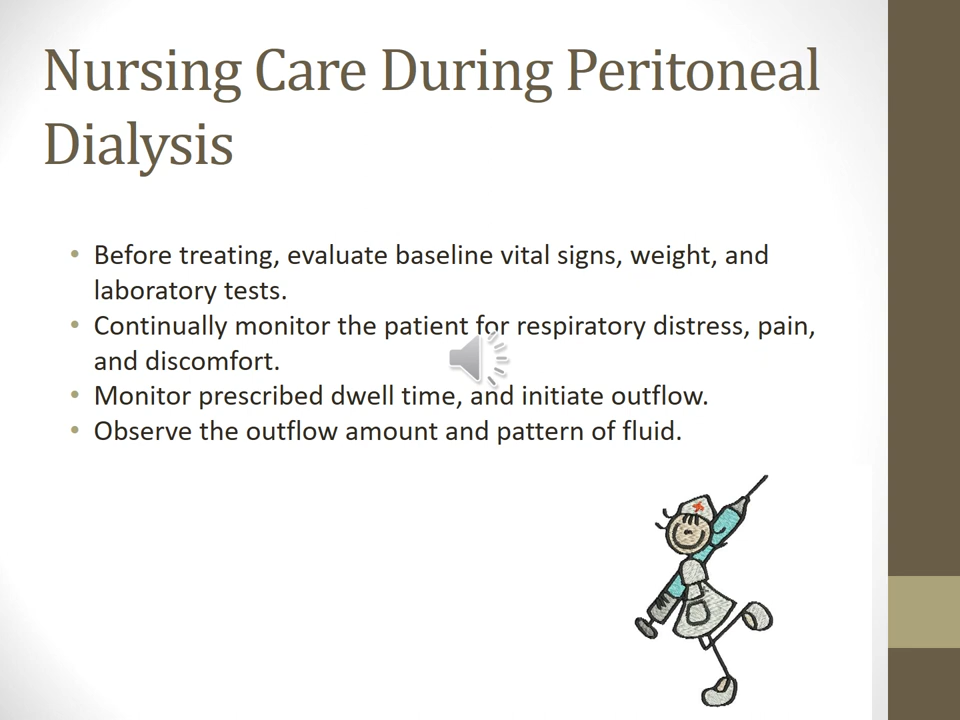 Nursing Care During Peritoneal
Dialysis
• Before treating, evaluate baseline vital signs, weight, and
laboratory tests.
• Continually monitor the patient for respiratory distress, pain,
and discomfort.
• Monitor prescribed dwell time, and initiate outflow.
• Observe the outflow amount and pattern of fluid.